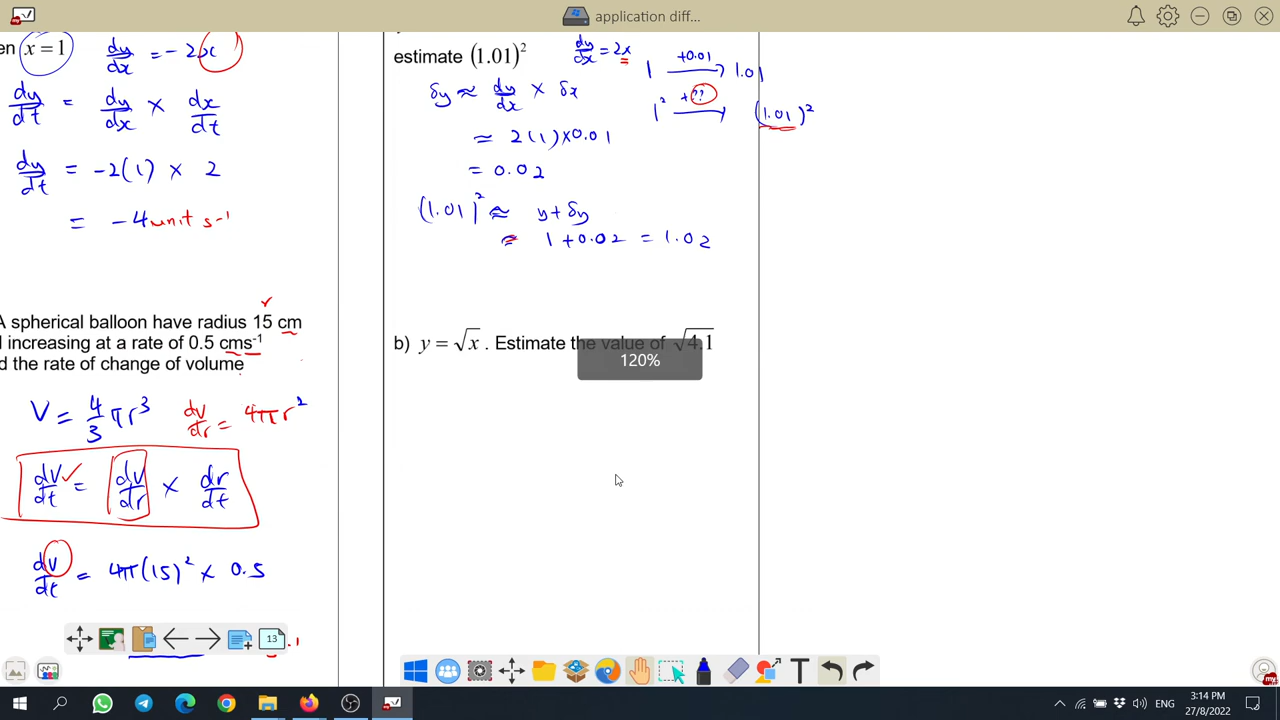 application diff...
en x = 1
dy/dx = -2x
dy/dt = dy/dx × dx/dt
dy/dt = -2(1) × 2
= -4 unit s-1
A spherical balloon have radius 15 cm
increasing at a rate of 0.5 cms-1
d the rate of change of volume
V = 4/3 πr³
dv/dr = 4πr²
dV/dt = dv/dr × dr/dt
dV/dt = 4π(15)² × 0.5
estimate (1.01)²
dy/dx = 2x
1 +0.01 → 1.01
1² +?? → (1.01)²
δy ≈ dy/dx × δx
≈ 2(1)×0.01
= 0.02
(1.01)² ≈ y+δy
≈ 1+0.02 = 1.02
b) y = √x . Estimate the value of √4.1
120%
13
3:14 PM
ENG
27/8/2022